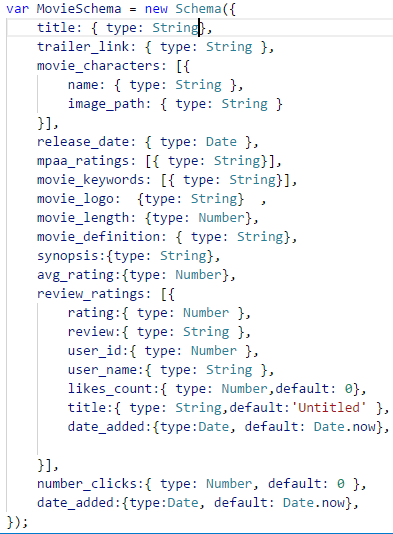 var MovieSchema = new Schema({
    title: { type: String},
    trailer_link: { type: String },
    movie_characters: [{
        name: { type: String },
        image_path: { type: String }
    }],
    release_date: { type: Date },
    mpaa_ratings: [{ type: String}],
    movie_keywords: [{ type: String}],
    movie_logo:  {type: String}  ,
    movie_length: {type: Number},
    movie_definition: { type: String},
    synopsis:{type: String},
    avg_rating:{type: Number},
    review_ratings: [{
        rating:{ type: Number },
        review:{ type: String },
        user_id:{ type: Number },
        user_name:{ type: String },
        likes_count:{ type: Number,default: 0},
        title:{ type: String,default:'Untitled' },
        date_added:{type:Date, default: Date.now},
    }],
    number_clicks:{ type: Number, default: 0 },
    date_added:{type:Date, default: Date.now},
});